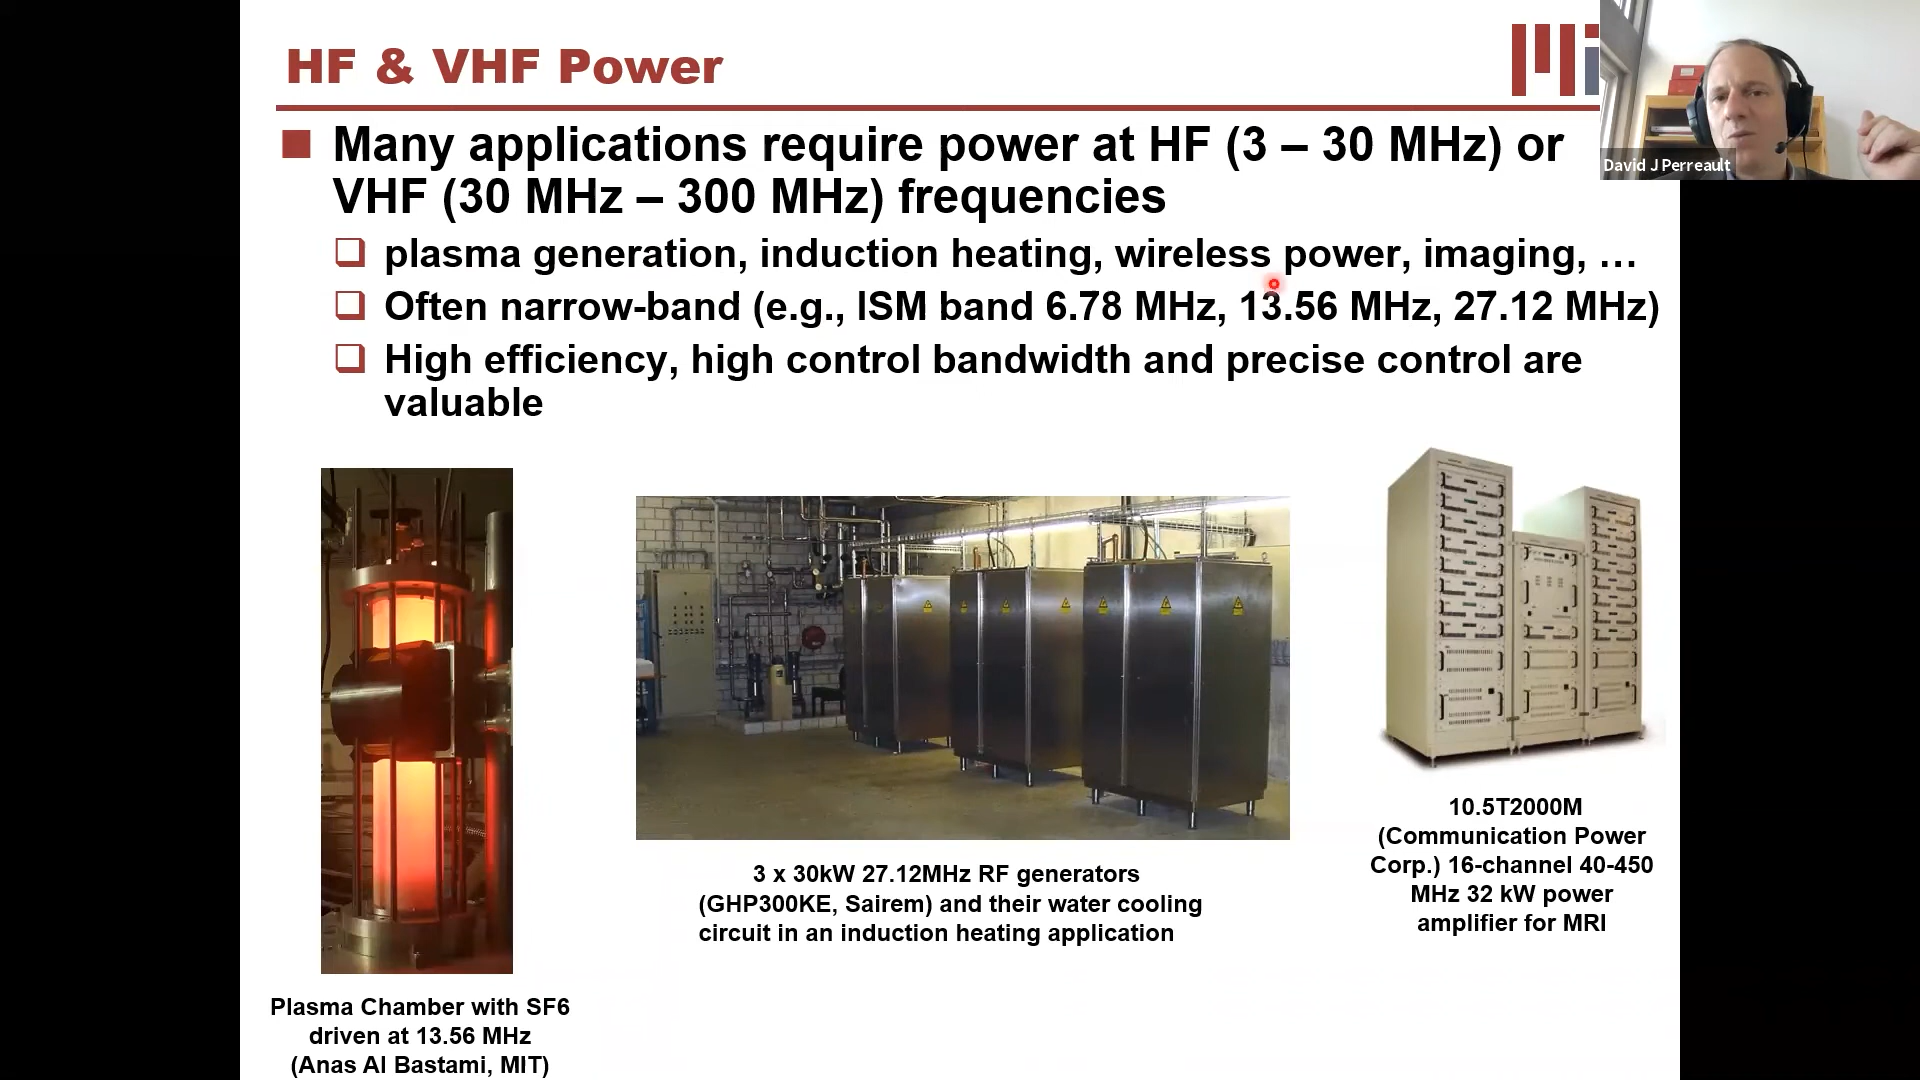 HF & VHF Power
David J Perreault
Many applications require power at HF (3 – 30 MHz) or
VHF (30 MHz – 300 MHz) frequencies
plasma generation, induction heating, wireless power, imaging, …
Often narrow-band (e.g., ISM band 6.78 MHz, 13.56 MHz, 27.12 MHz)
High efficiency, high control bandwidth and precise control are
valuable
Plasma Chamber with SF6
driven at 13.56 MHz
(Anas Al Bastami, MIT)
3 x 30kW 27.12MHz RF generators
(GHP300KE, Sairem) and their water cooling
circuit in an induction heating application
10.5T2000M
(Communication Power
Corp.) 16-channel 40-450
MHz 32 kW power
amplifier for MRI